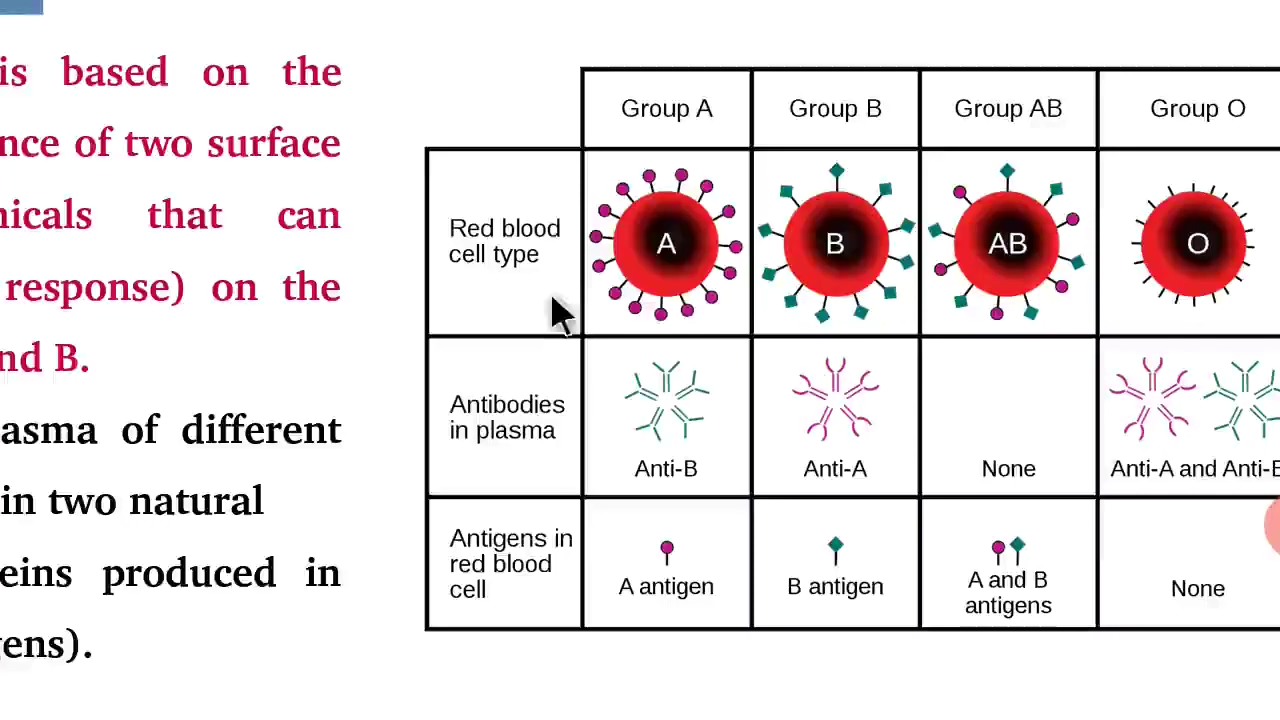 is based on the
nce of two surface
nicals that can
response) on the
nd B.
asma of different
in two natural
eins produced in
gens).
Group A Group B Group AB Group O
Red blood
cell type
A B AB O
Antibodies
in plasma
Anti-B Anti-A None Anti-A and Anti-B
Antigens in
red blood
cell
A antigen B antigen A and B
antigens None